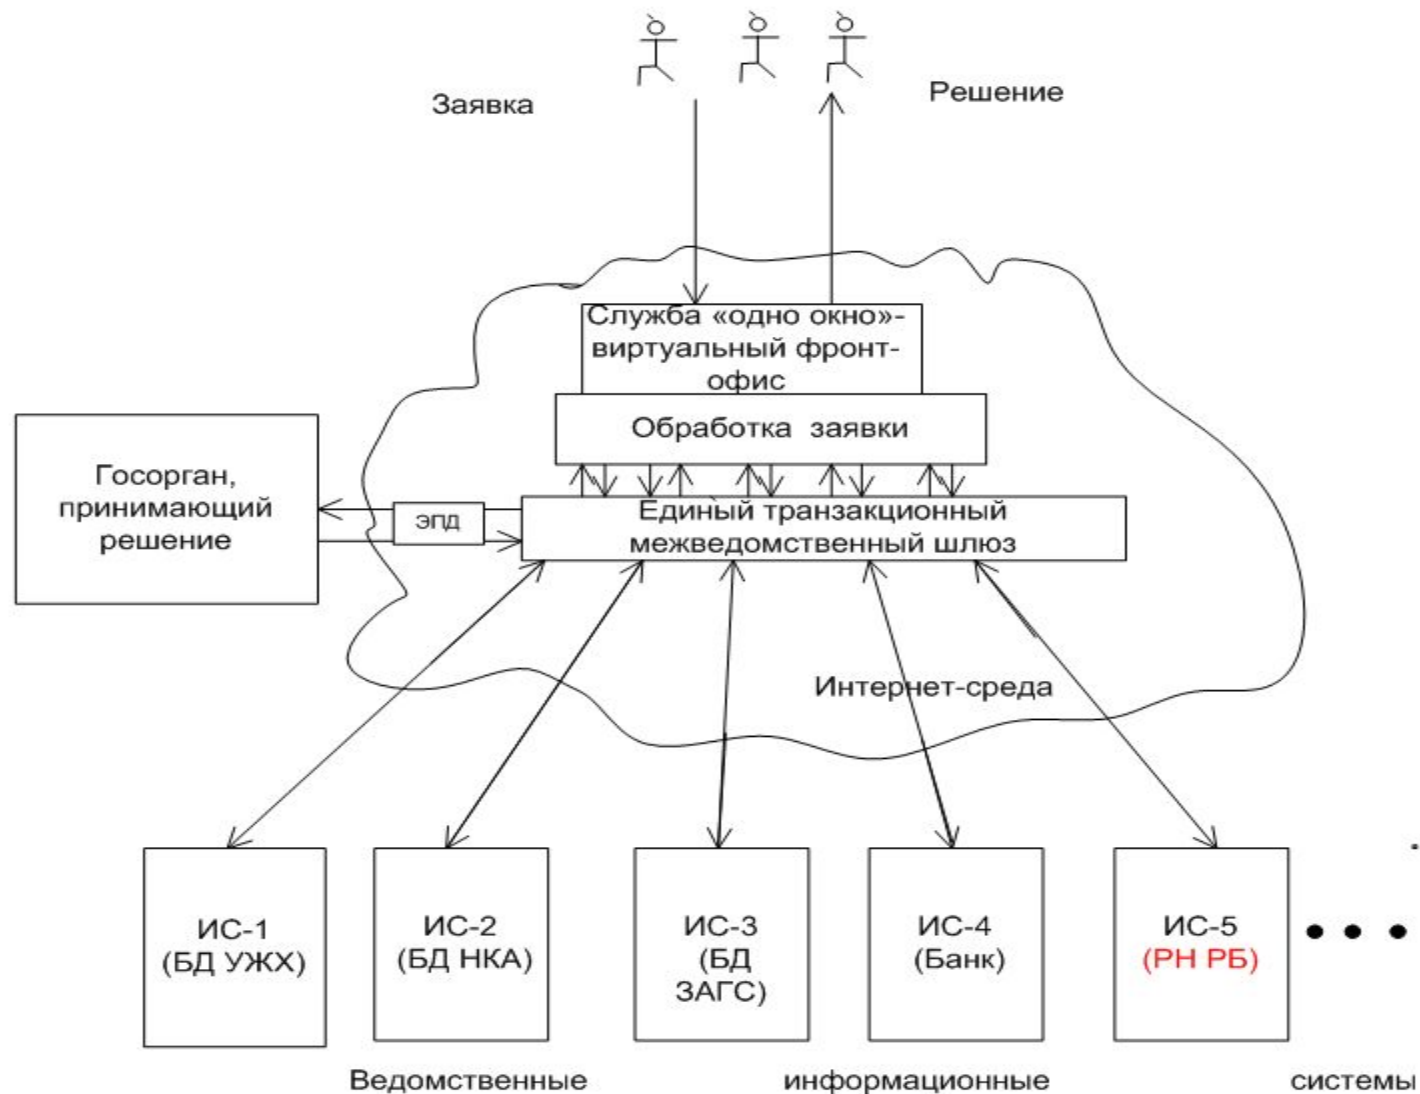 Заявка
Решение
Служба «одно окно»-
виртуальный фронт-
офис
Обработка заявки
Госорган,
принимающий
решение
ЭПД
Единый транзакционный
межведомственный шлюз
Интернет-среда
ИС-1
(БД УЖХ)
ИС-2
(БД НКА)
ИС-3
(БД
ЗАГС)
ИС-4
(Банк)
ИС-5
(РН РБ)
Ведомственные информационные системы